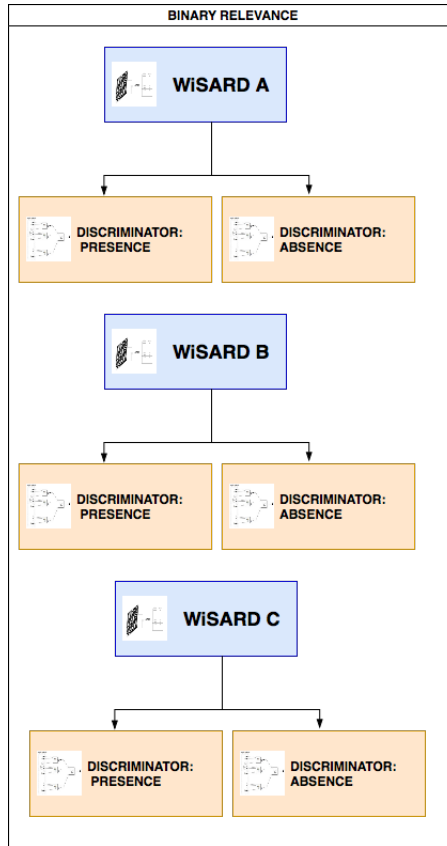 BINARY RELEVANCE
WiSARD A
DISCRIMINATOR:
PRESENCE
DISCRIMINATOR:
ABSENCE
WiSARD B
DISCRIMINATOR:
PRESENCE
DISCRIMINATOR:
ABSENCE
WiSARD C
DISCRIMINATOR:
PRESENCE
DISCRIMINATOR:
ABSENCE